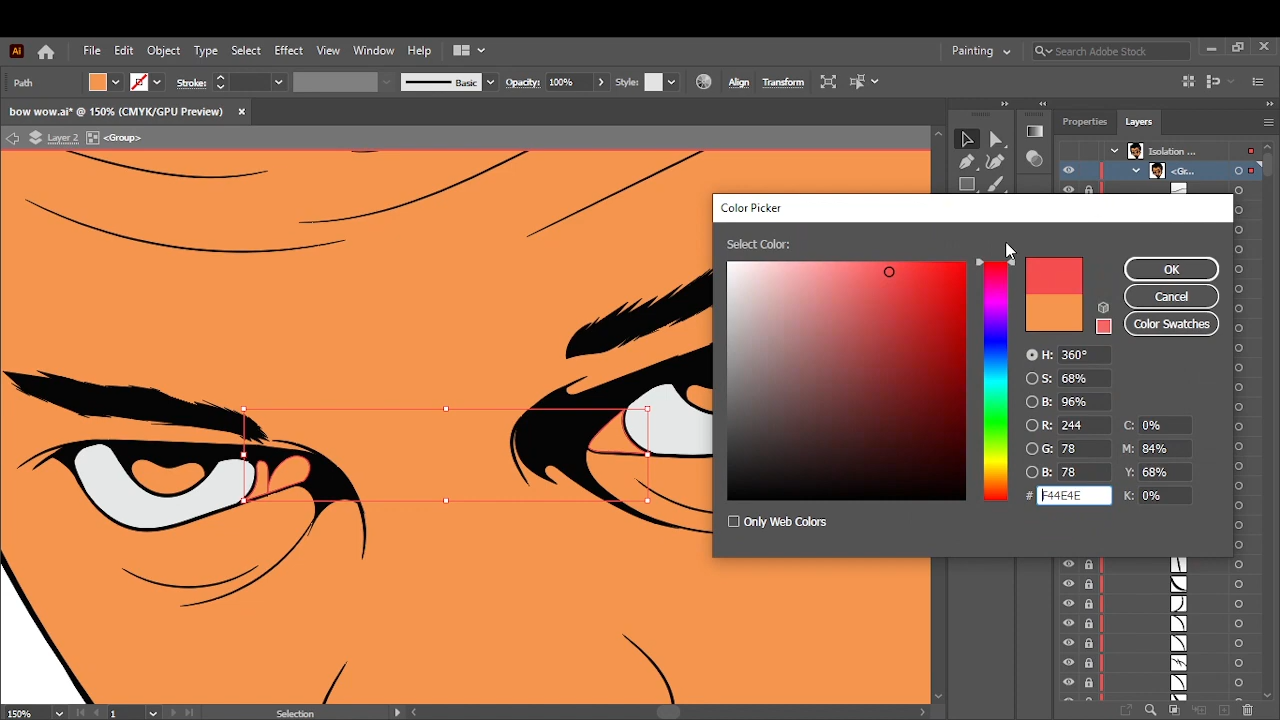 Ai File Edit Object Type Select Effect View Window Help Painting Search Adobe Stock
Path Stroke: Basic Opacity: 100% Style: Align Transform
bow wow.ai* @ 150% (CMYK/GPU Preview) ×
Properties Layers
Layer 2 <Group>
Isolation ...
<Gr...
Color Picker
Select Color:
OK
Cancel
Color Swatches
H: 360°
S: 68%
B: 96%
R: 244 C: 0%
G: 78 M: 84%
B: 78 Y: 68%
# F44E4E K: 0%
Only Web Colors
150% 1 Selection